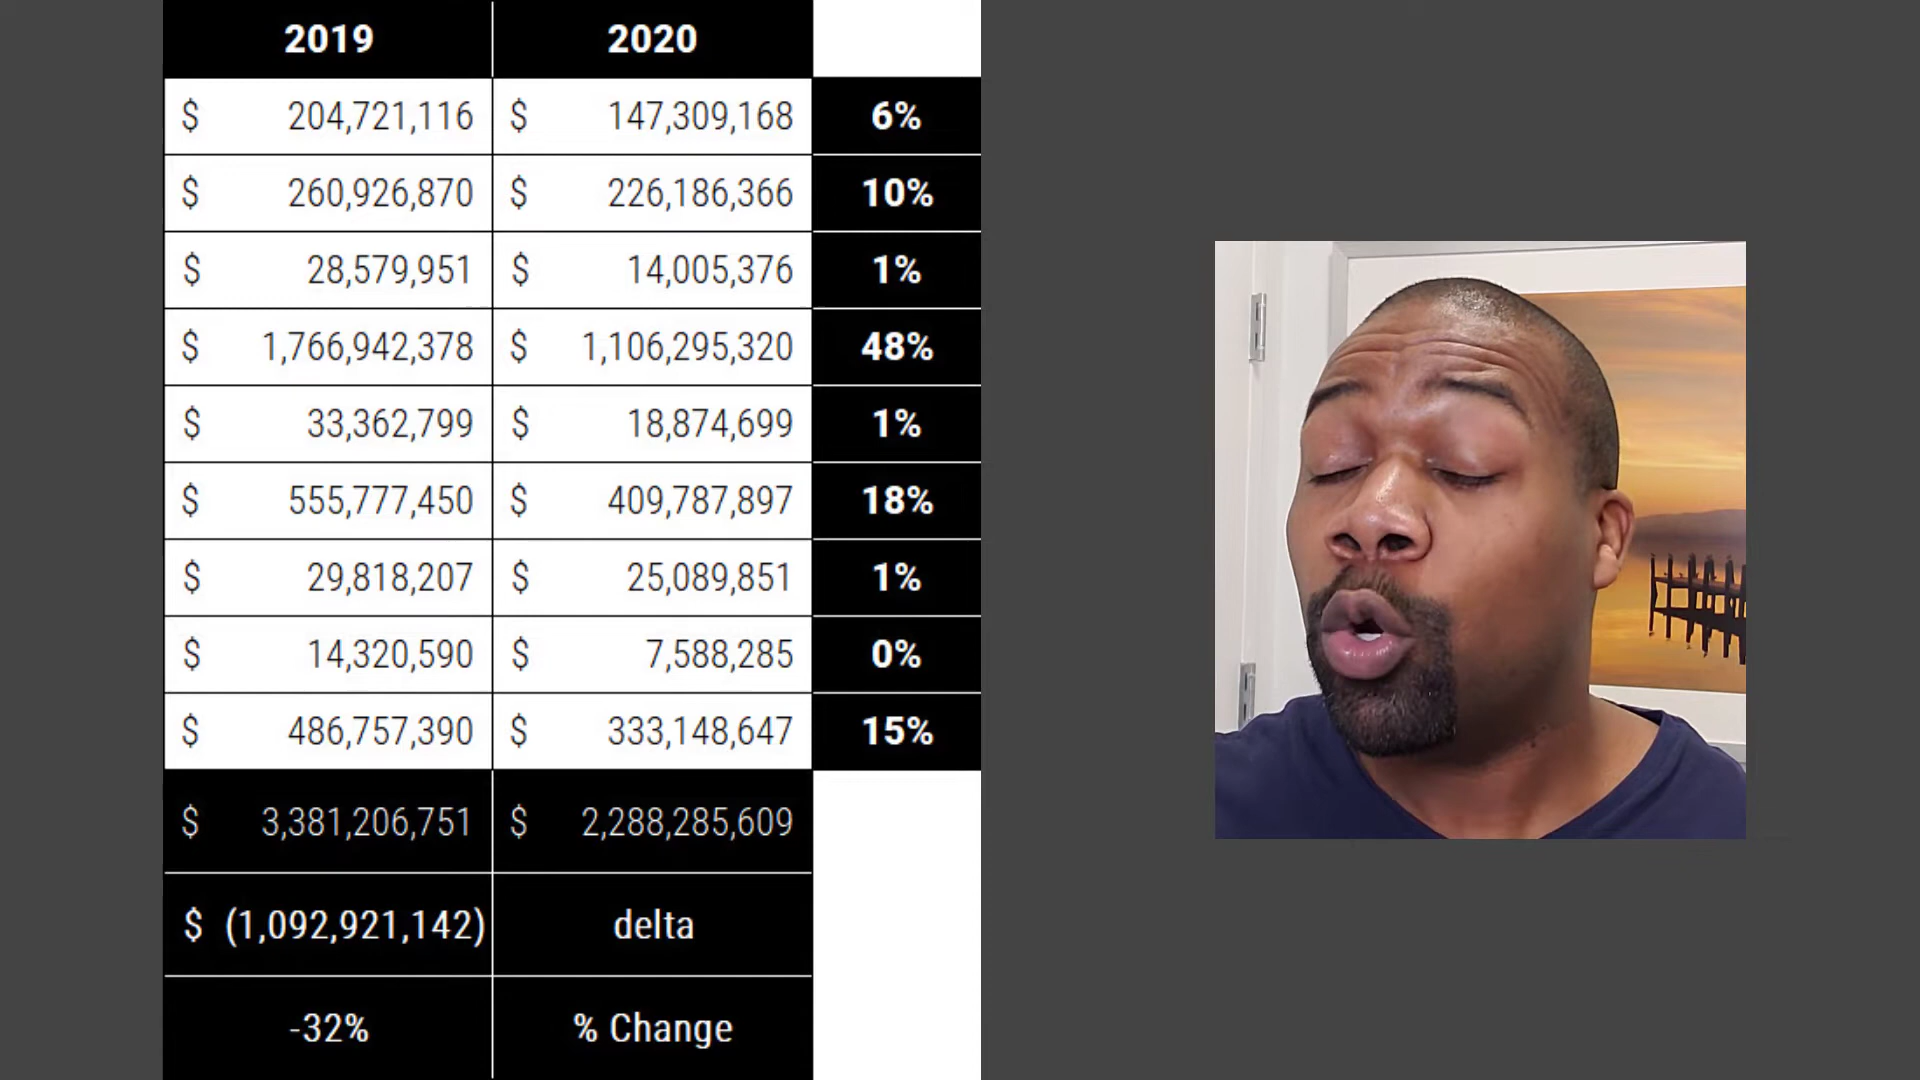 2019 2020
$ 204,721,116 $ 147,309,168 6%
$ 260,926,870 $ 226,186,366 10%
$ 28,579,951 $ 14,005,376 1%
$ 1,766,942,378 $ 1,106,295,320 48%
$ 33,362,799 $ 18,874,699 1%
$ 555,777,450 $ 409,787,897 18%
$ 29,818,207 $ 25,089,851 1%
$ 14,320,590 $ 7,588,285 0%
$ 486,757,390 $ 333,148,647 15%
$ 3,381,206,751 $ 2,288,285,609
$ (1,092,921,142) delta
-32% % Change